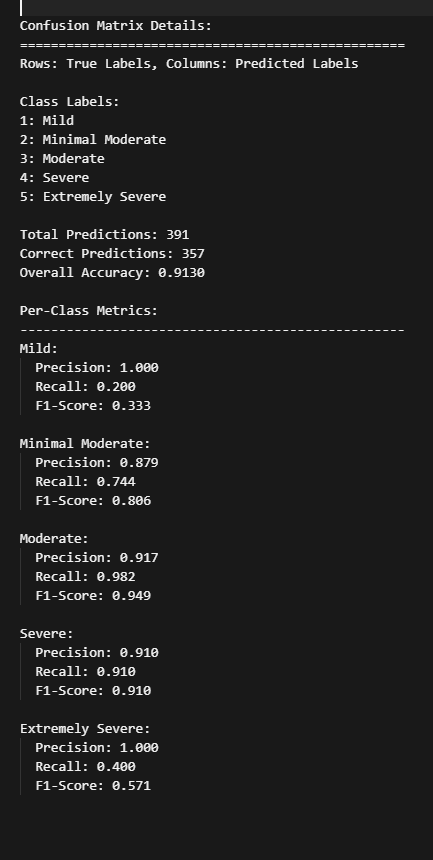 Confusion Matrix Details:
==================================================
Rows: True Labels, Columns: Predicted Labels
Class Labels:
1: Mild
2: Minimal Moderate
3: Moderate
4: Severe
5: Extremely Severe
Total Predictions: 391
Correct Predictions: 357
Overall Accuracy: 0.9130
Per-Class Metrics:
--------------------------------------------------
Mild:
Precision: 1.000
Recall: 0.200
F1-Score: 0.333
Minimal Moderate:
Precision: 0.879
Recall: 0.744
F1-Score: 0.806
Moderate:
Precision: 0.917
Recall: 0.982
F1-Score: 0.949
Severe:
Precision: 0.910
Recall: 0.910
F1-Score: 0.910
Extremely Severe:
Precision: 1.000
Recall: 0.400
F1-Score: 0.571